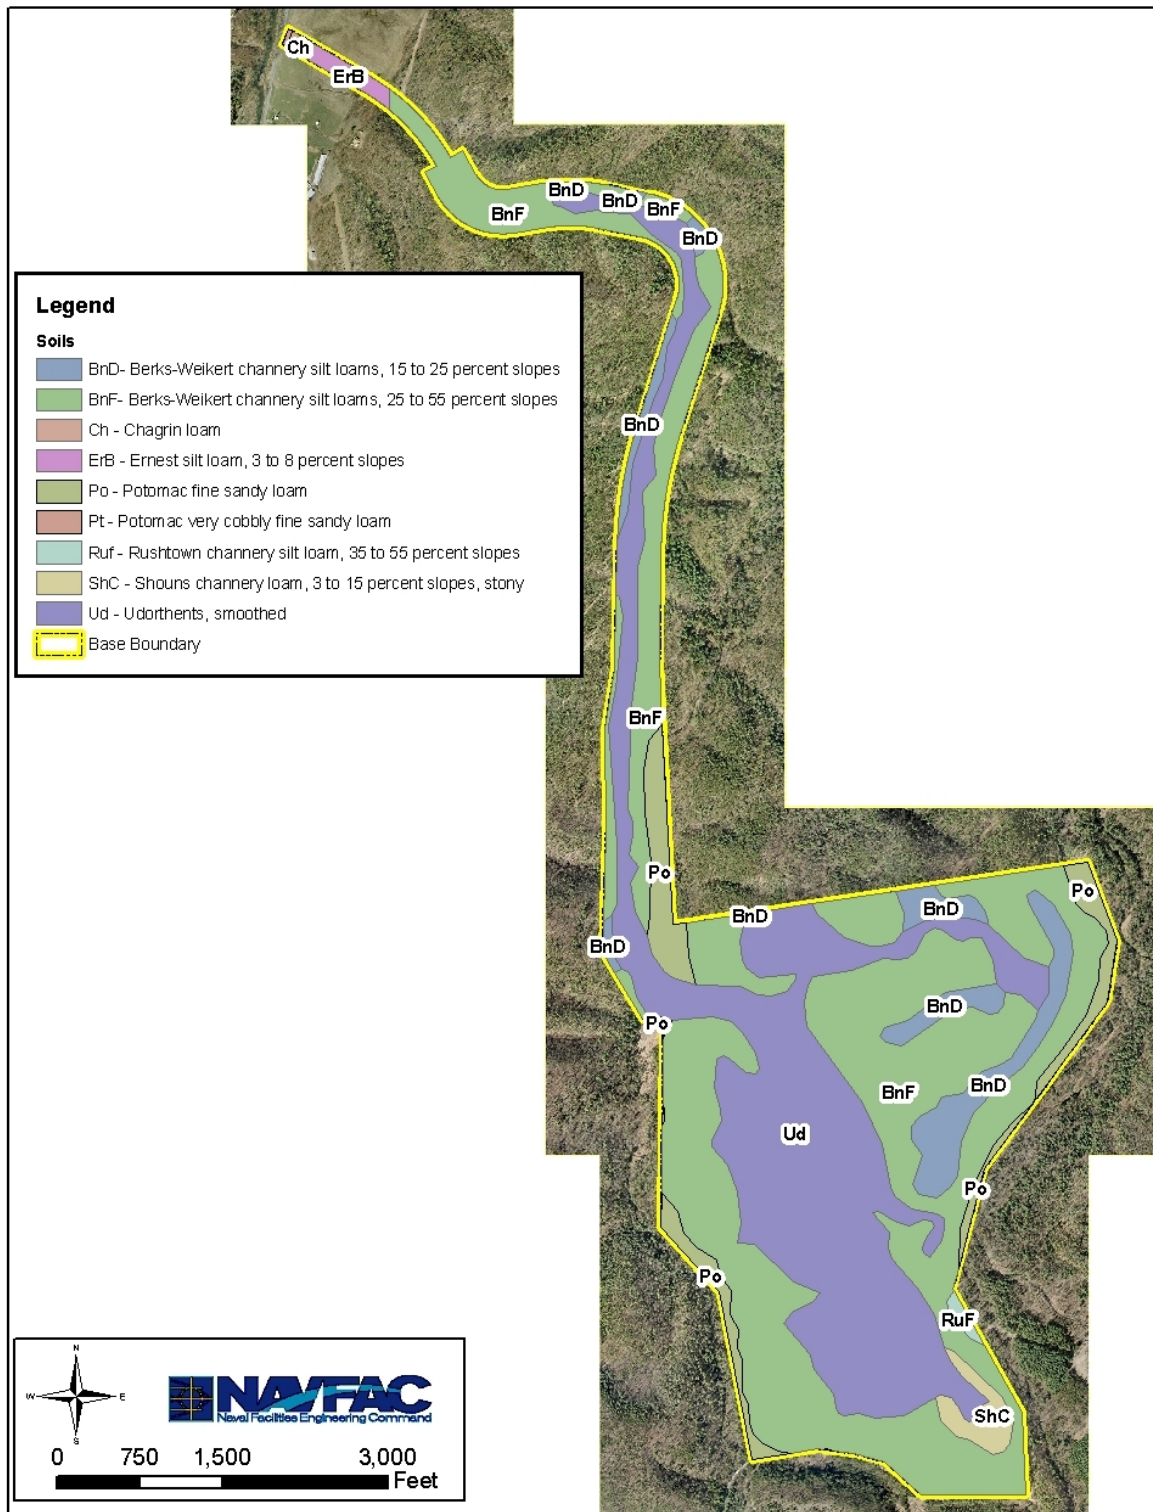 Ch
ErB
BnD
BnD
BnF
BnF
BnD
Legend
Soils
BnD- Berks-Weikert channery silt loams, 15 to 25 percent slopes
BnF- Berks-Weikert channery silt loams, 25 to 55 percent slopes
Ch - Chagrin loam
ErB - Ernest silt loam, 3 to 8 percent slopes
Po - Potomac fine sandy loam
Pt - Potomac very cobbly fine sandy loam
Ruf - Rushtown channery silt loam, 35 to 55 percent slopes
ShC - Shouns channery loam, 3 to 15 percent slopes, stony
Ud - Udorthents, smoothed
Base Boundary
BnD
BnF
Po
Po
BnD
BnD
BnD
BnD
Po
BnD
BnF
Ud
Po
Po
RuF
ShC
N
W
E
S
NAVFAC
Naval Facilities Engineering Command
0 750 1,500 3,000
Feet